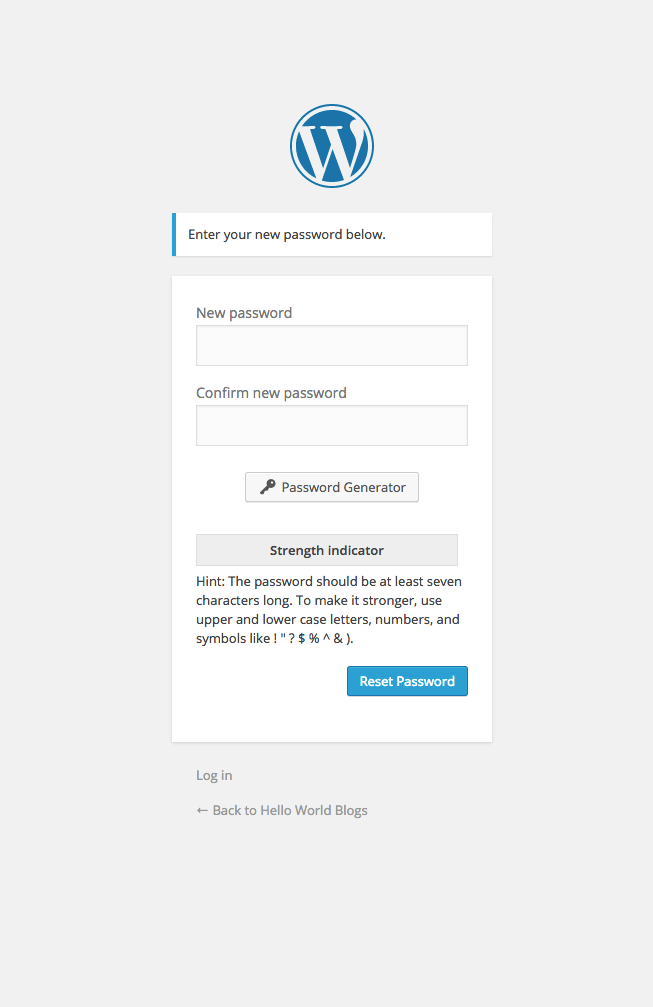 Enter your new password below.
New password
Confirm new password
Password Generator
Strength indicator
Hint: The password should be at least seven
characters long. To make it stronger, use
upper and lower case letters, numbers, and
symbols like ! " ? $ % ^ & ).
Reset Password
Log in
← Back to Hello World Blogs